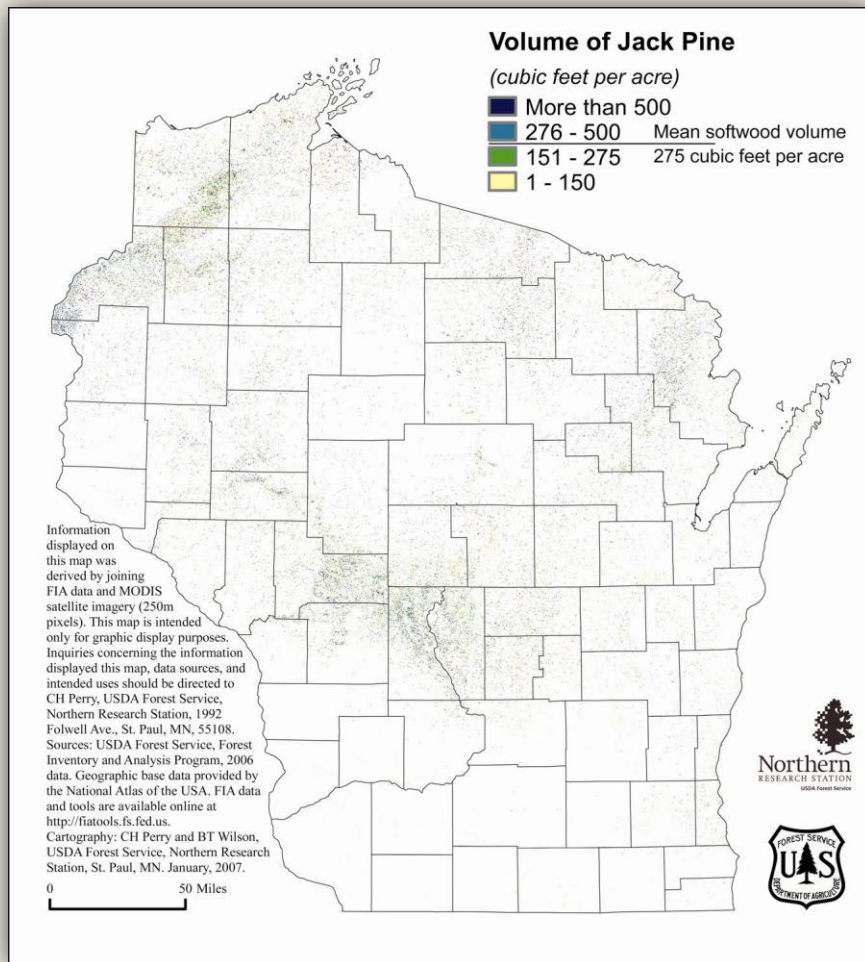 Volume of Jack Pine
(cubic feet per acre)
More than 500
276 - 500 Mean softwood volume
151 - 275 275 cubic feet per acre
1 - 150
Information
displayed on
this map was
derived by joining
FIA data and MODIS
satellite imagery (250m
pixels). This map is intended
only for graphic display purposes.
Inquiries concerning the information
displayed this map, data sources, and
intended uses should be directed to
CH Perry, USDA Forest Service,
Northern Research Station, 1992
Folwell Ave., St. Paul, MN, 55108.
Sources: USDA Forest Service, Forest
Inventory and Analysis Program, 2006
data. Geographic base data provided by
the National Atlas of the USA. FIA data
and tools are available online at
http://fiatools.fs.fed.us.
Cartography: CH Perry and BT Wilson,
USDA Forest Service, Northern Research
Station, St. Paul, MN. January, 2007.
0 50 Miles
Northern
RESEARCH STATION
USDA Forest Service
FOREST SERVICE
U S
DEPARTMENT OF AGRICULTURE